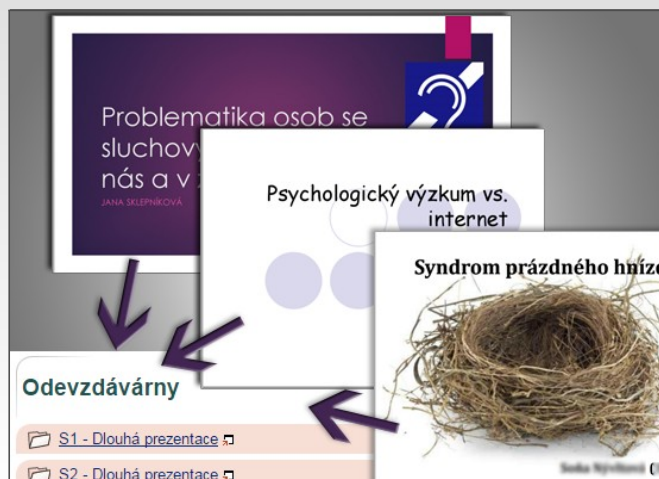 Problematika osob se
sluchov
nás a v
JANA SKLEPNÍKOVÁ
Psychologický výzkum vs.
internet
Syndrom prázdného hnízd
Odevzdávárny
S1 - Dlouhá prezentace
S2 - Dlouhá prezentace